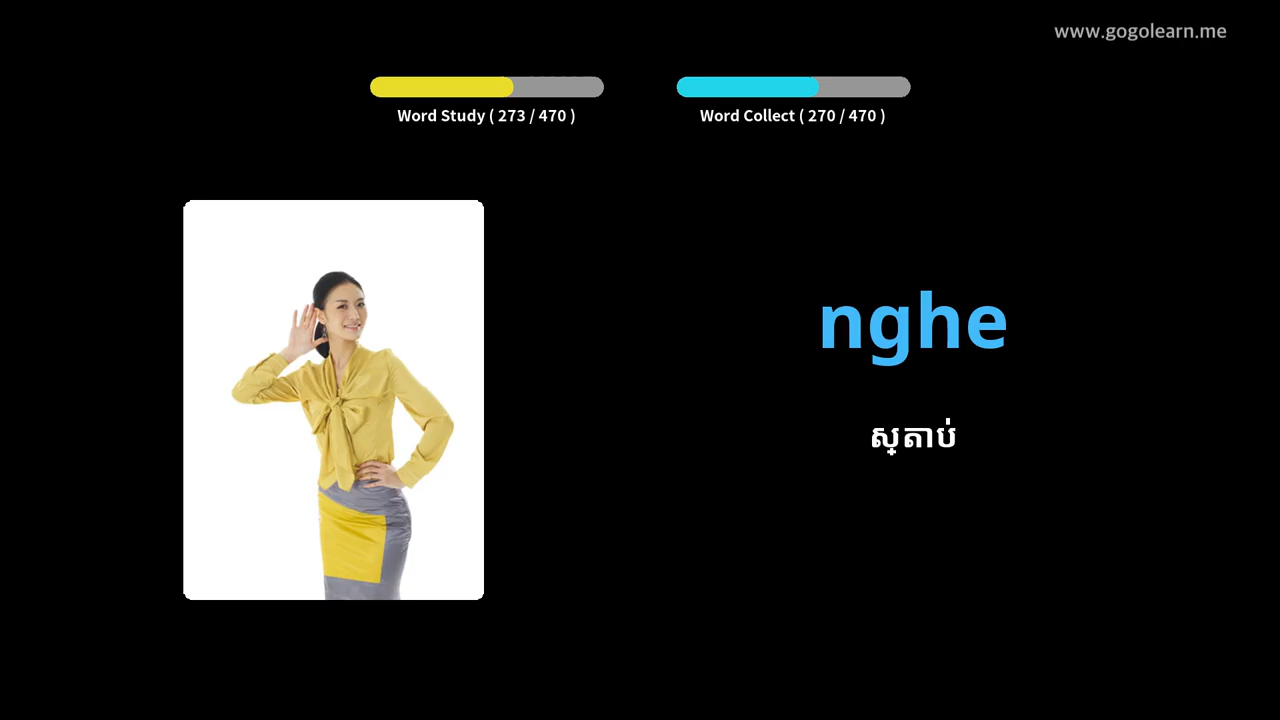 www.gogolearn.me
Word Study ( 273 / 470 )
Word Collect ( 270 / 470 )
nghe
ស្តាប់